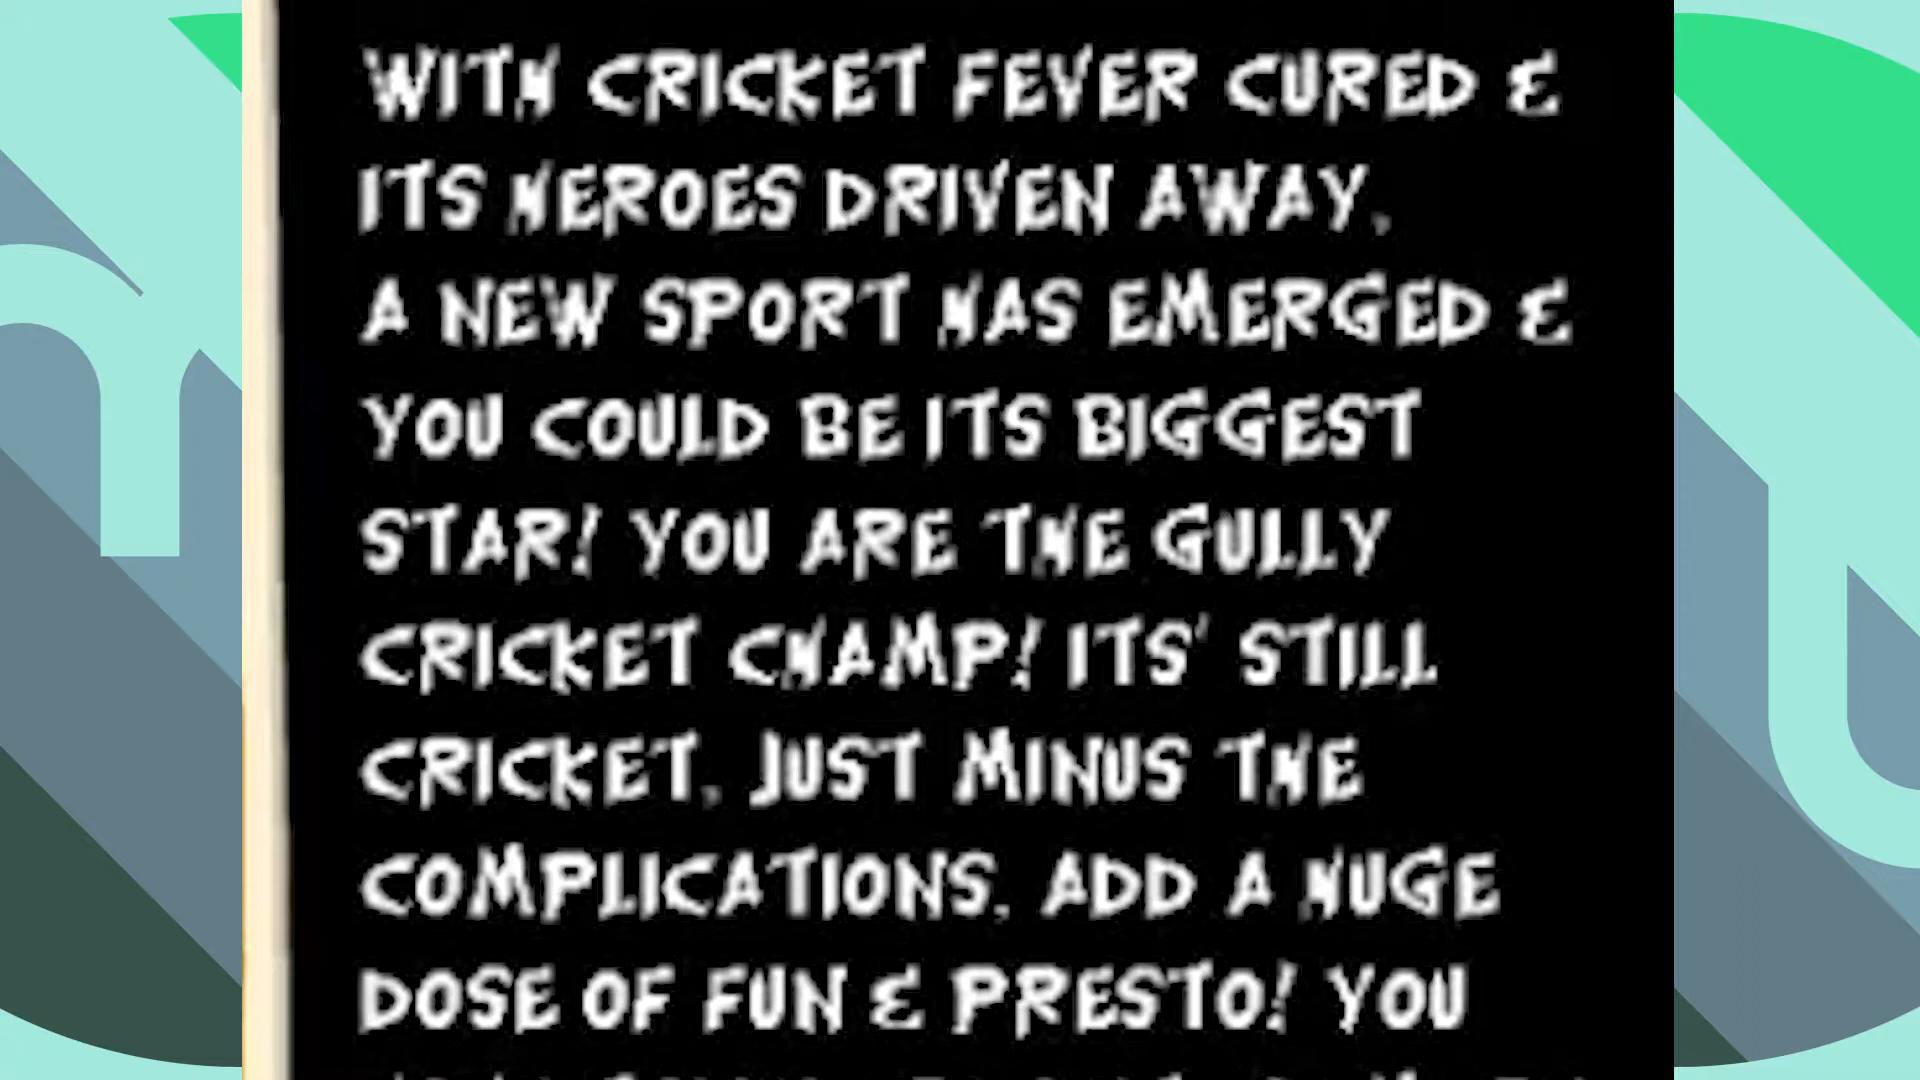 WITH CRICKET FEVER CURED &
ITS HEROES DRIVEN AWAY,
A NEW SPORT HAS EMERGED &
YOU COULD BE ITS BIGGEST
STAR! YOU ARE THE GULLY
CRICKET CHAMP! ITS' STILL
CRICKET, JUST MINUS THE
COMPLICATIONS. ADD A HUGE
DOSE OF FUN & PRESTO! YOU